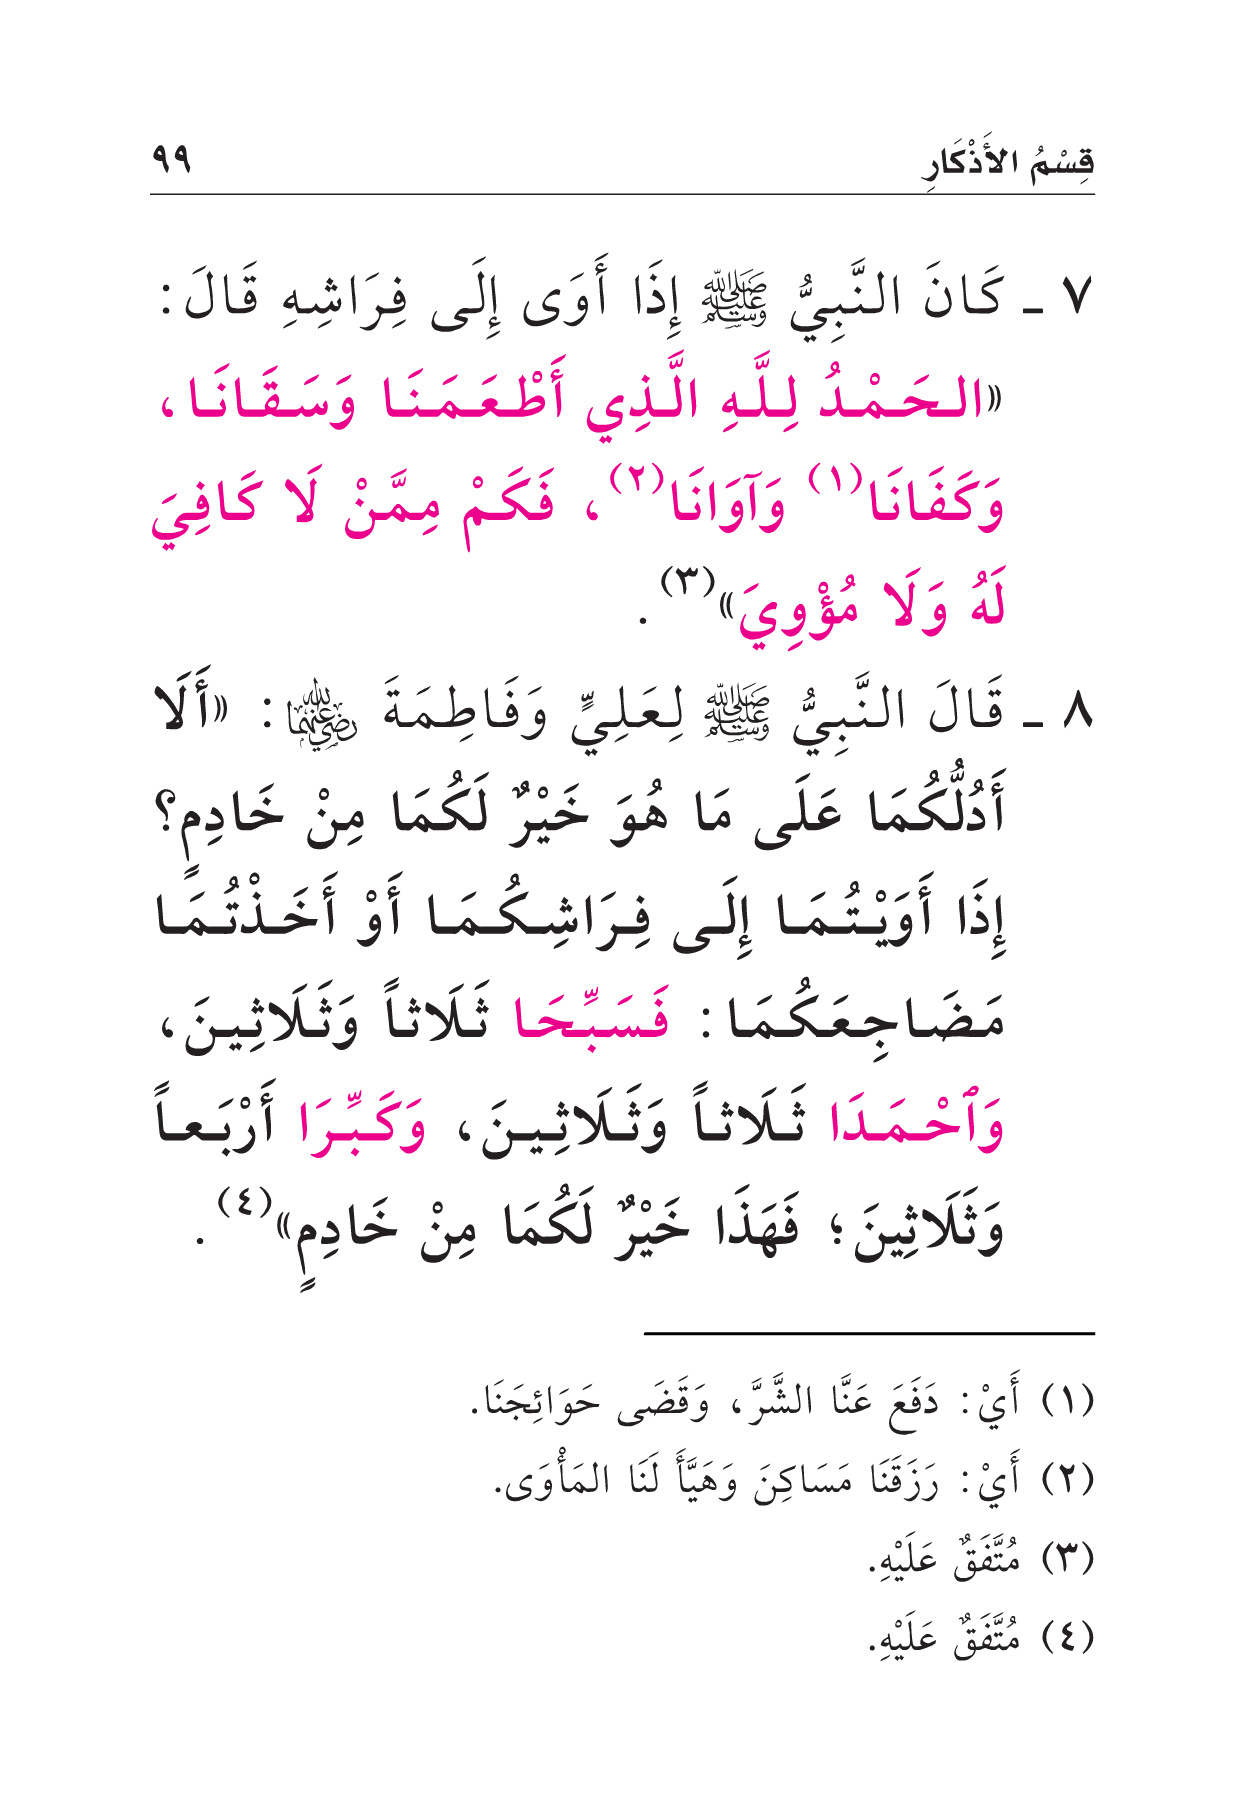 قِسْمُ الأَذْكَارِ ٩٩
٧ ـ كَانَ النَّبِيُّ ﷺ إِذَا أَوَى إِلَى فِرَاشِهِ قَالَ:
«الحَمْدُ لِلَّهِ الَّذِي أَطْعَمَنَا وَسَقَانَا،
وَكَفَانَا(١) وَآوَانَا(٢)، فَكَمْ مِمَّنْ لَا كَافِيَ
لَهُ وَلَا مُؤْوِيَ»(٣).
٨ ـ قَالَ النَّبِيُّ ﷺ لِعَلِيٍّ وَفَاطِمَةَ رضي الله عنهما: «أَلَا
أَدُلُّكُمَا عَلَى مَا هُوَ خَيْرٌ لَكُمَا مِنْ خَادِمٍ؟
إِذَا أَوَيْتُمَا إِلَى فِرَاشِكُمَا أَوْ أَخَذْتُمَا
مَضَاجِعَكُمَا: فَسَبِّحَا ثَلَاثاً وَثَلَاثِينَ،
وَٱحْمَدَا ثَلَاثاً وَثَلَاثِينَ، وَكَبِّرَا أَرْبَعاً
وَثَلَاثِينَ؛ فَهَذَا خَيْرٌ لَكُمَا مِنْ خَادِمٍ»(٤).
(١) أَيْ: دَفَعَ عَنَّا الشَّرَّ، وَقَضَى حَوَائِجَنَا.
(٢) أَيْ: رَزَقَنَا مَسَاكِنَ وَهَيَّأَ لَنَا المَأْوَى.
(٣) مُتَّفَقٌ عَلَيْهِ.
(٤) مُتَّفَقٌ عَلَيْهِ.